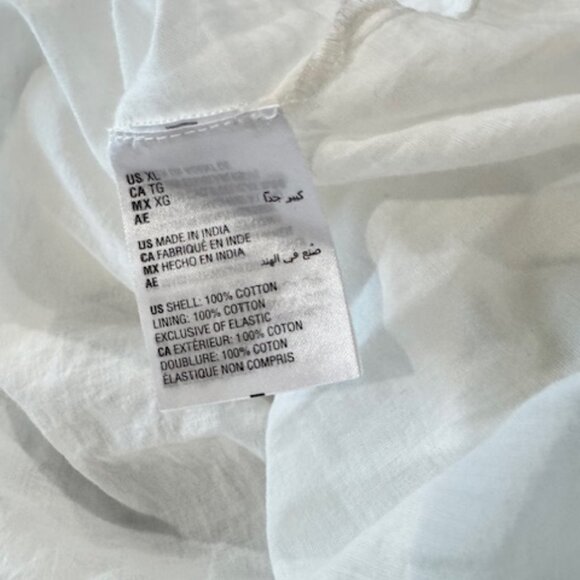 US XL
CA TG
MX XG
AE كبير جدًا
US MADE IN INDIA
CA FABRIQUÉ EN INDE
MX HECHO EN INDIA
AE صُنع في الهند
US SHELL: 100% COTTON
LINING: 100% COTTON
EXCLUSIVE OF ELASTIC
CA EXTÉRIEUR: 100% COTON
DOUBLURE: 100% COTON
ÉLASTIQUE NON COMPRIS